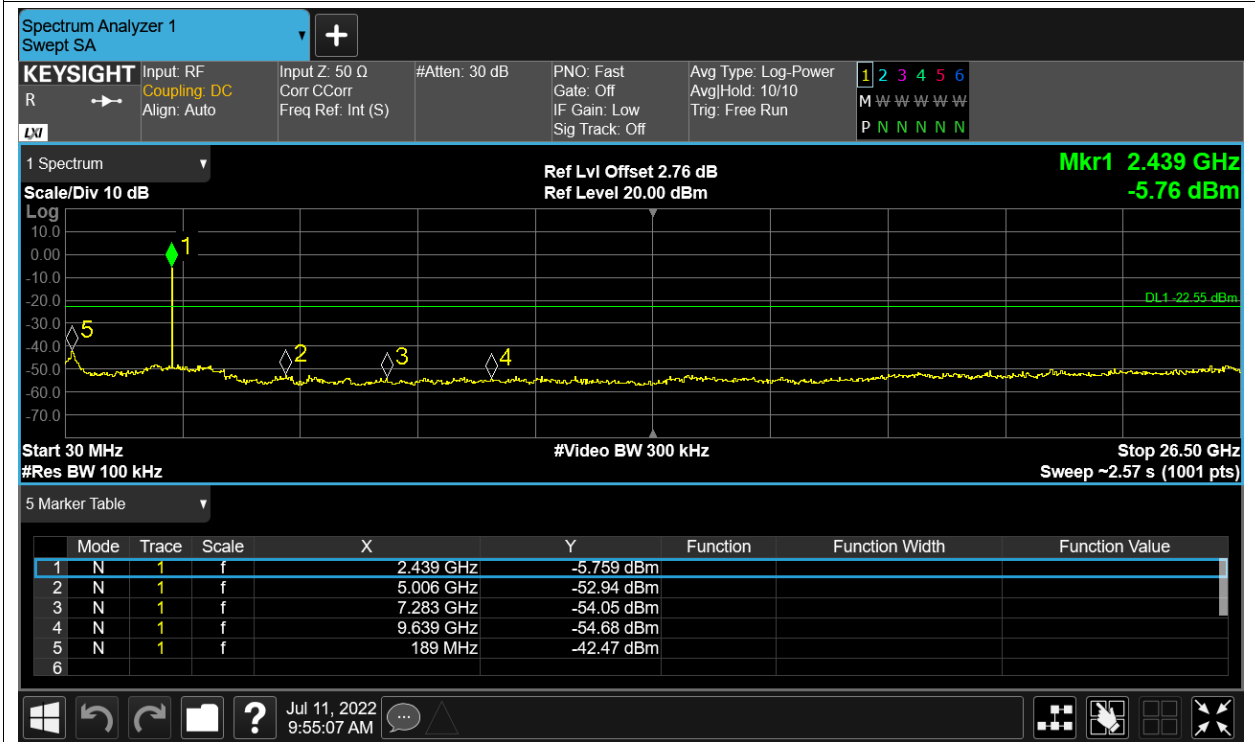 Spectrum Analyzer 1
Swept SA
KEYSIGHT
R
LXI
Input: RF
Coupling: DC
Align: Auto
Input Z: 50 Ω
Corr CCorr
Freq Ref: Int (S)
#Atten: 30 dB
PNO: Fast
Gate: Off
IF Gain: Low
Sig Track: Off
Avg Type: Log-Power
Avg|Hold: 10/10
Trig: Free Run
1 2 3 4 5 6
M W W W W W
P N N N N N
1 Spectrum
Scale/Div 10 dB
Ref Lvl Offset 2.76 dB
Ref Level 20.00 dBm
Mkr1 2.439 GHz
-5.76 dBm
Log
10.0
0.00
-10.0
-20.0
-30.0
-40.0
-50.0
-60.0
-70.0
1
DL1 -22.55 dBm
5
2
3
4
Start 30 MHz
#Res BW 100 kHz
#Video BW 300 kHz
Stop 26.50 GHz
Sweep ~2.57 s (1001 pts)
5 Marker Table
Mode Trace Scale X Y Function Function Width Function Value
1 N 1 f 2.439 GHz -5.759 dBm
2 N 1 f 5.006 GHz -52.94 dBm
3 N 1 f 7.283 GHz -54.05 dBm
4 N 1 f 9.639 GHz -54.68 dBm
5 N 1 f 189 MHz -42.47 dBm
6
?
Jul 11, 2022
9:55:07 AM